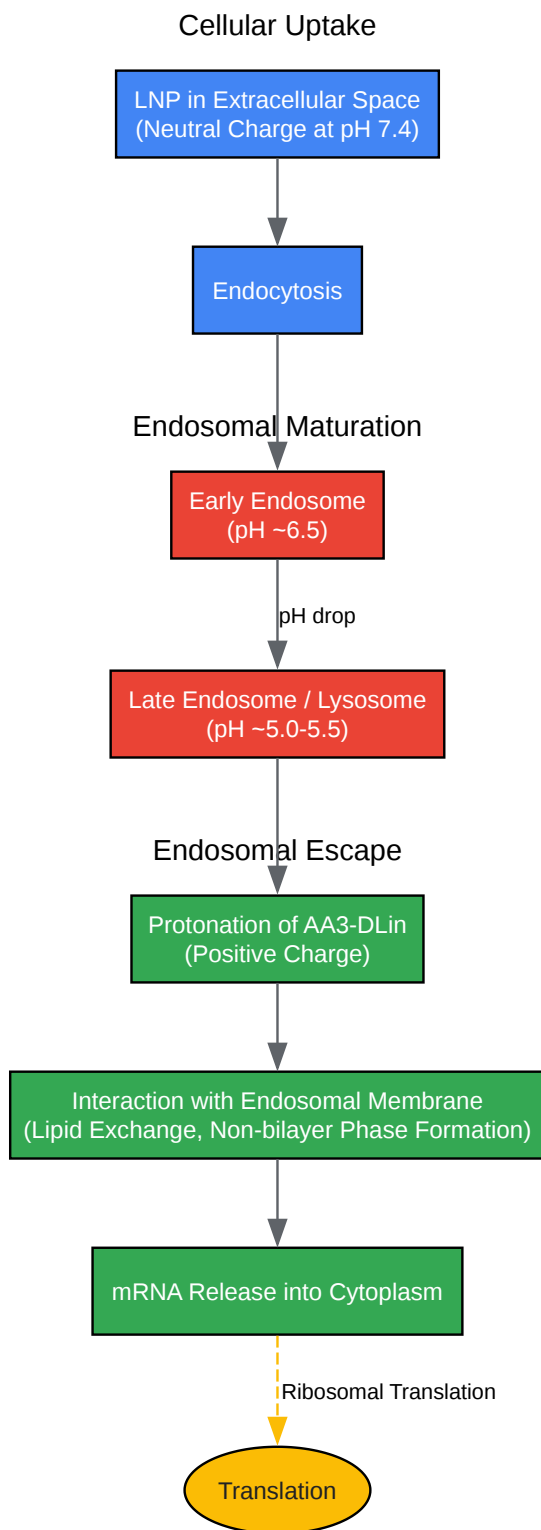 Cellular Uptake
LNP in Extracellular Space
(Neutral Charge at pH 7.4)
Endocytosis
Endosomal Maturation
Early Endosome
(pH ~6.5)
pH drop
Late Endosome / Lysosome
(pH ~5.0-5.5)
Endosomal Escape
Protonation of AA3-DLin
(Positive Charge)
Interaction with Endosomal Membrane
(Lipid Exchange, Non-bilayer Phase Formation)
mRNA Release into Cytoplasm
Ribosomal Translation
Translation